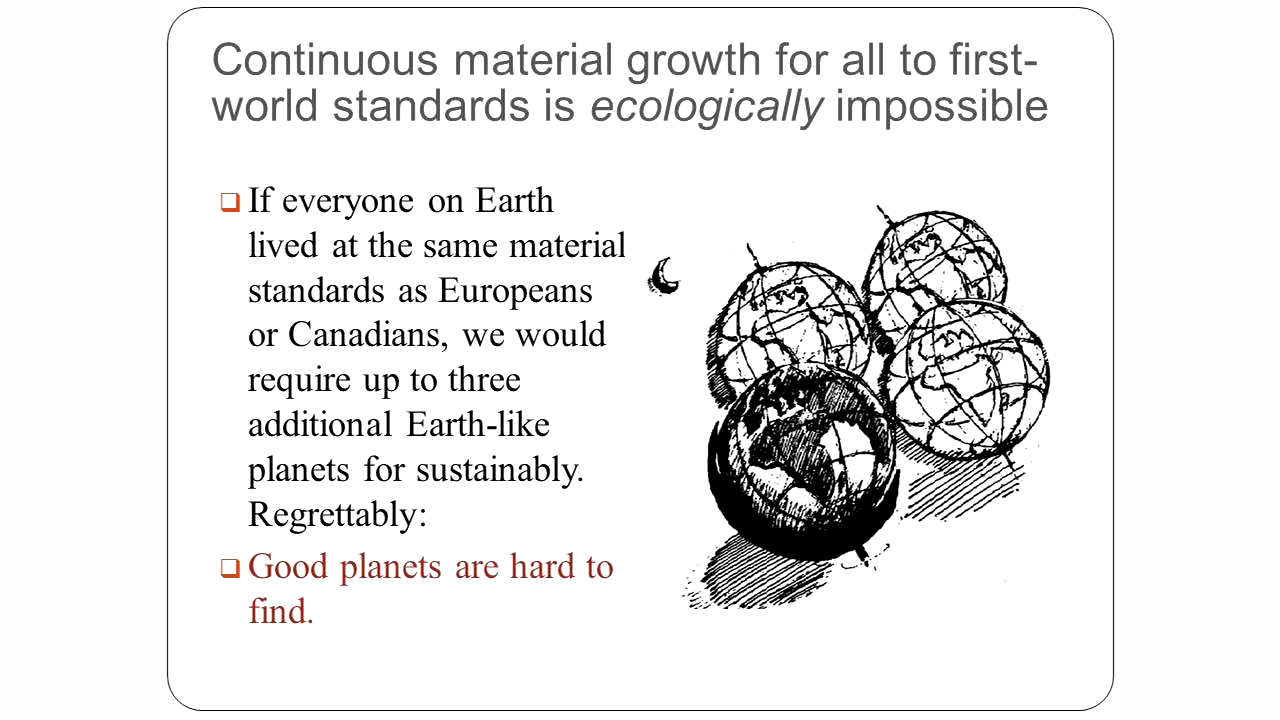 Continuous material growth for all to first-
world standards is ecologically impossible
If everyone on Earth
lived at the same material
standards as Europeans
or Canadians, we would
require up to three
additional Earth-like
planets for sustainably.
Regrettably:
Good planets are hard to
find.